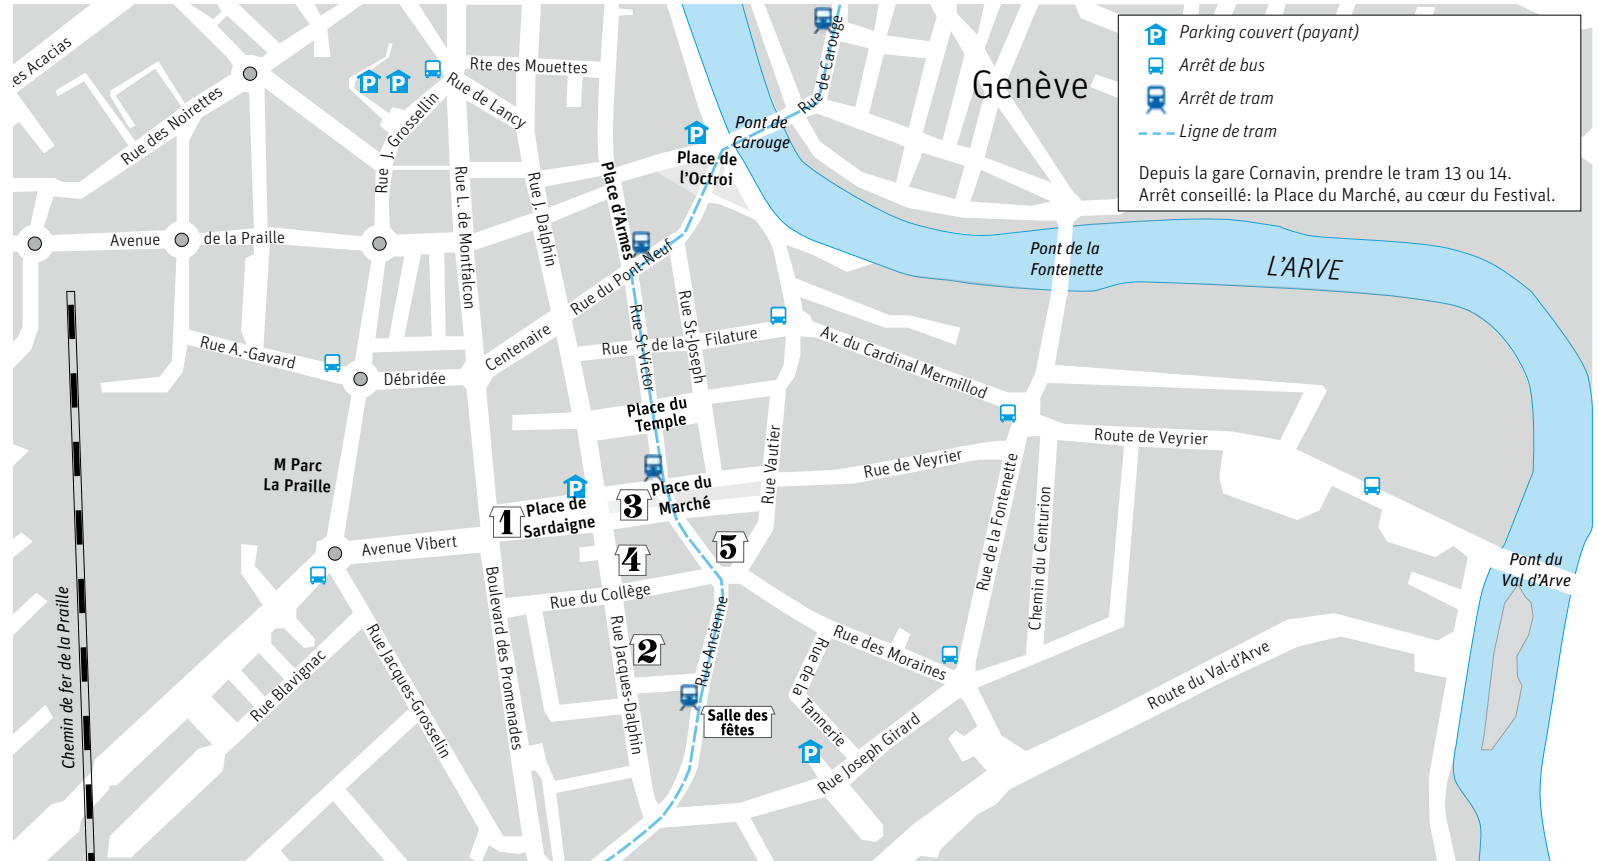 Parking couvert (payant)
Arrêt de bus
Arrêt de tram
Ligne de tram
Depuis la gare Cornavin, prendre le tram 13 ou 14.
Arrêt conseillé: la Place du Marché, au cœur du Festival.
Genève
L'ARVE
es Acacias
Rue des Noirettes
P
P
Rue J. Grossellin
Rte des Mouettes
Rue de Lancy
Rue de Carouge
Pont de
Carouge
P
Place de
l'Octroi
Place d'Armes
Rue L. de Montfalcon
Rue J. Dalphin
Avenue de la Praille
Rue du Pont-Neuf
Centenaire
Pont de la
Fontenette
Rue A.-Gavard
Débridée
Rue de la Filature
Rue St-Victor
Rue St-Joseph
Av. du Cardinal Mermillod
Place du
Temple
Route de Veyrier
Rue de Veyrier
Rue Vautier
M Parc
La Praille
P
Place du
Marché
Place de
Sardaigne
1
3
4
5
2
Avenue Vibert
Rue de la Fontenette
Chemin du Centurion
Pont du
Val d'Arve
Rue du Collège
Boulevard des Promenades
Rue Jacques-Dalphin
Rue Ancienne
Rue des Moraines
Rue de la Tannerie
Rue Jacques-Grosselin
Rue Blavignac
Chemin de fer de la Praille
Salle des
fêtes
P
Rue Joseph Girard
Route du Val-d'Arve
P